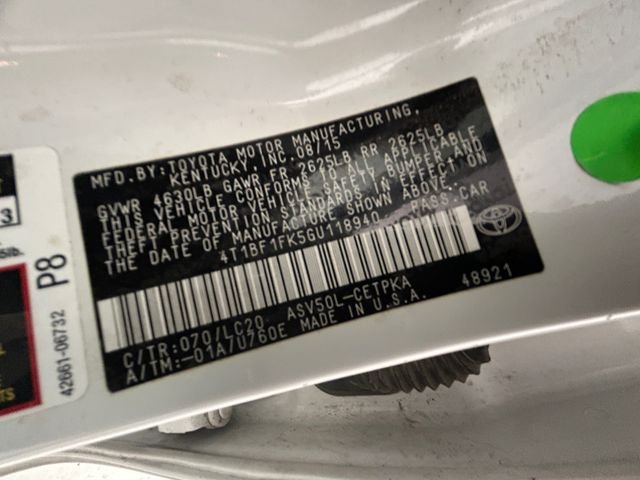 MFD.BY:TOYOTA MOTOR MANUFACTURING,
KENTUCKY, INC.08/15
GVWR 4630LB GAWR FR 2625LB RR 2625LB
THIS VEHICLE CONFORMS TO ALL APPLICABLE
FEDERAL MOTOR VEHICLE SAFETY BUMPER AND
THEFT PREVENTION STANDARDS IN EFFECT ON
THE DATE OF MANUFACTURE SHOWN ABOVE.
4T1BF1FK5GU118940 PASS.CAR
C/TR:070/LC20 ASV50L-CETPKA 48921
A/TM:-01A/U760E MADE IN U.S.A.
P8
42661-06732
3